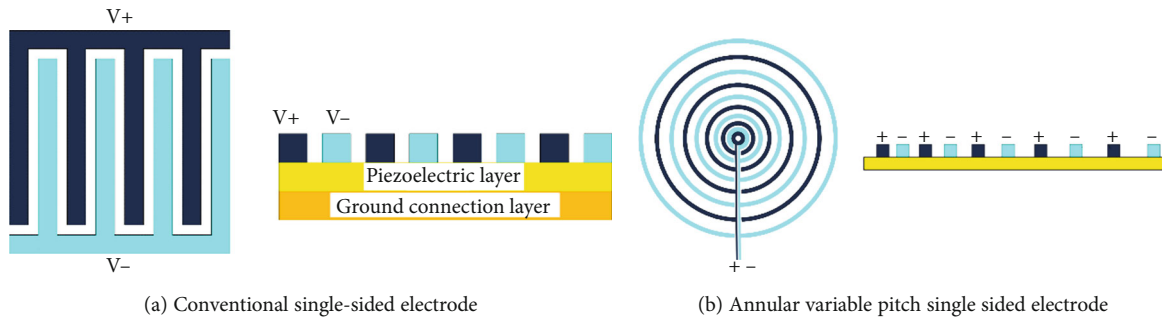 V+
V–
V+ V–
Piezoelectric layer
Ground connection layer
(a) Conventional single-sided electrode
+ –
+ – + – + – + – + –
(b) Annular variable pitch single sided electrode